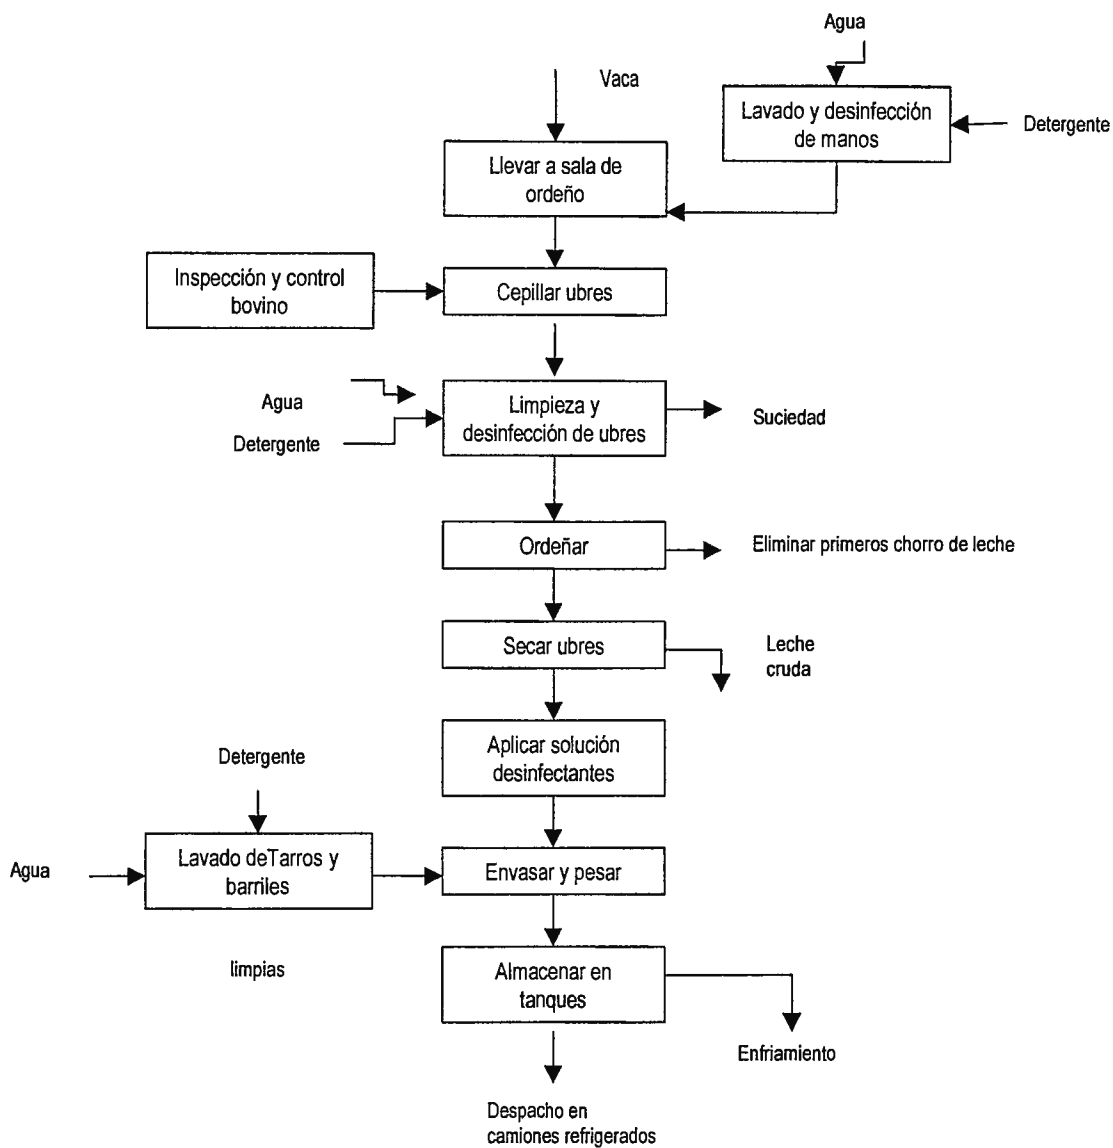 Agua
Vaca
Lavado y desinfección
de manos
Detergente
Llevar a sala de
ordeño
Inspección y control
bovino
Cepillar ubres
Agua
Detergente
Limpieza y
desinfección de ubres
Suciedad
Ordeñar
Eliminar primeros chorro de leche
Secar ubres
Leche
cruda
Aplicar solución
desinfectantes
Detergente
Agua
Lavado deTarros y
barriles
Envasar y pesar
limpias
Almacenar en
tanques
Enfriamiento
Despacho en
camiones refrigerados